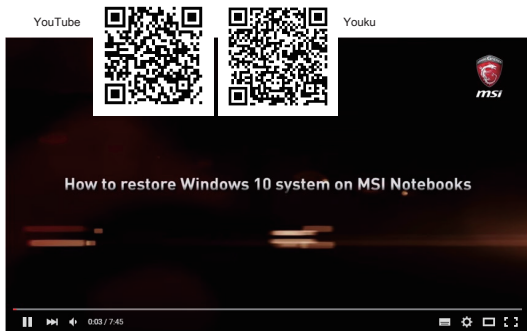 YouTube
Youku
msi
How to restore Windows 10 system on MSI Notebooks
0:03 / 7:45